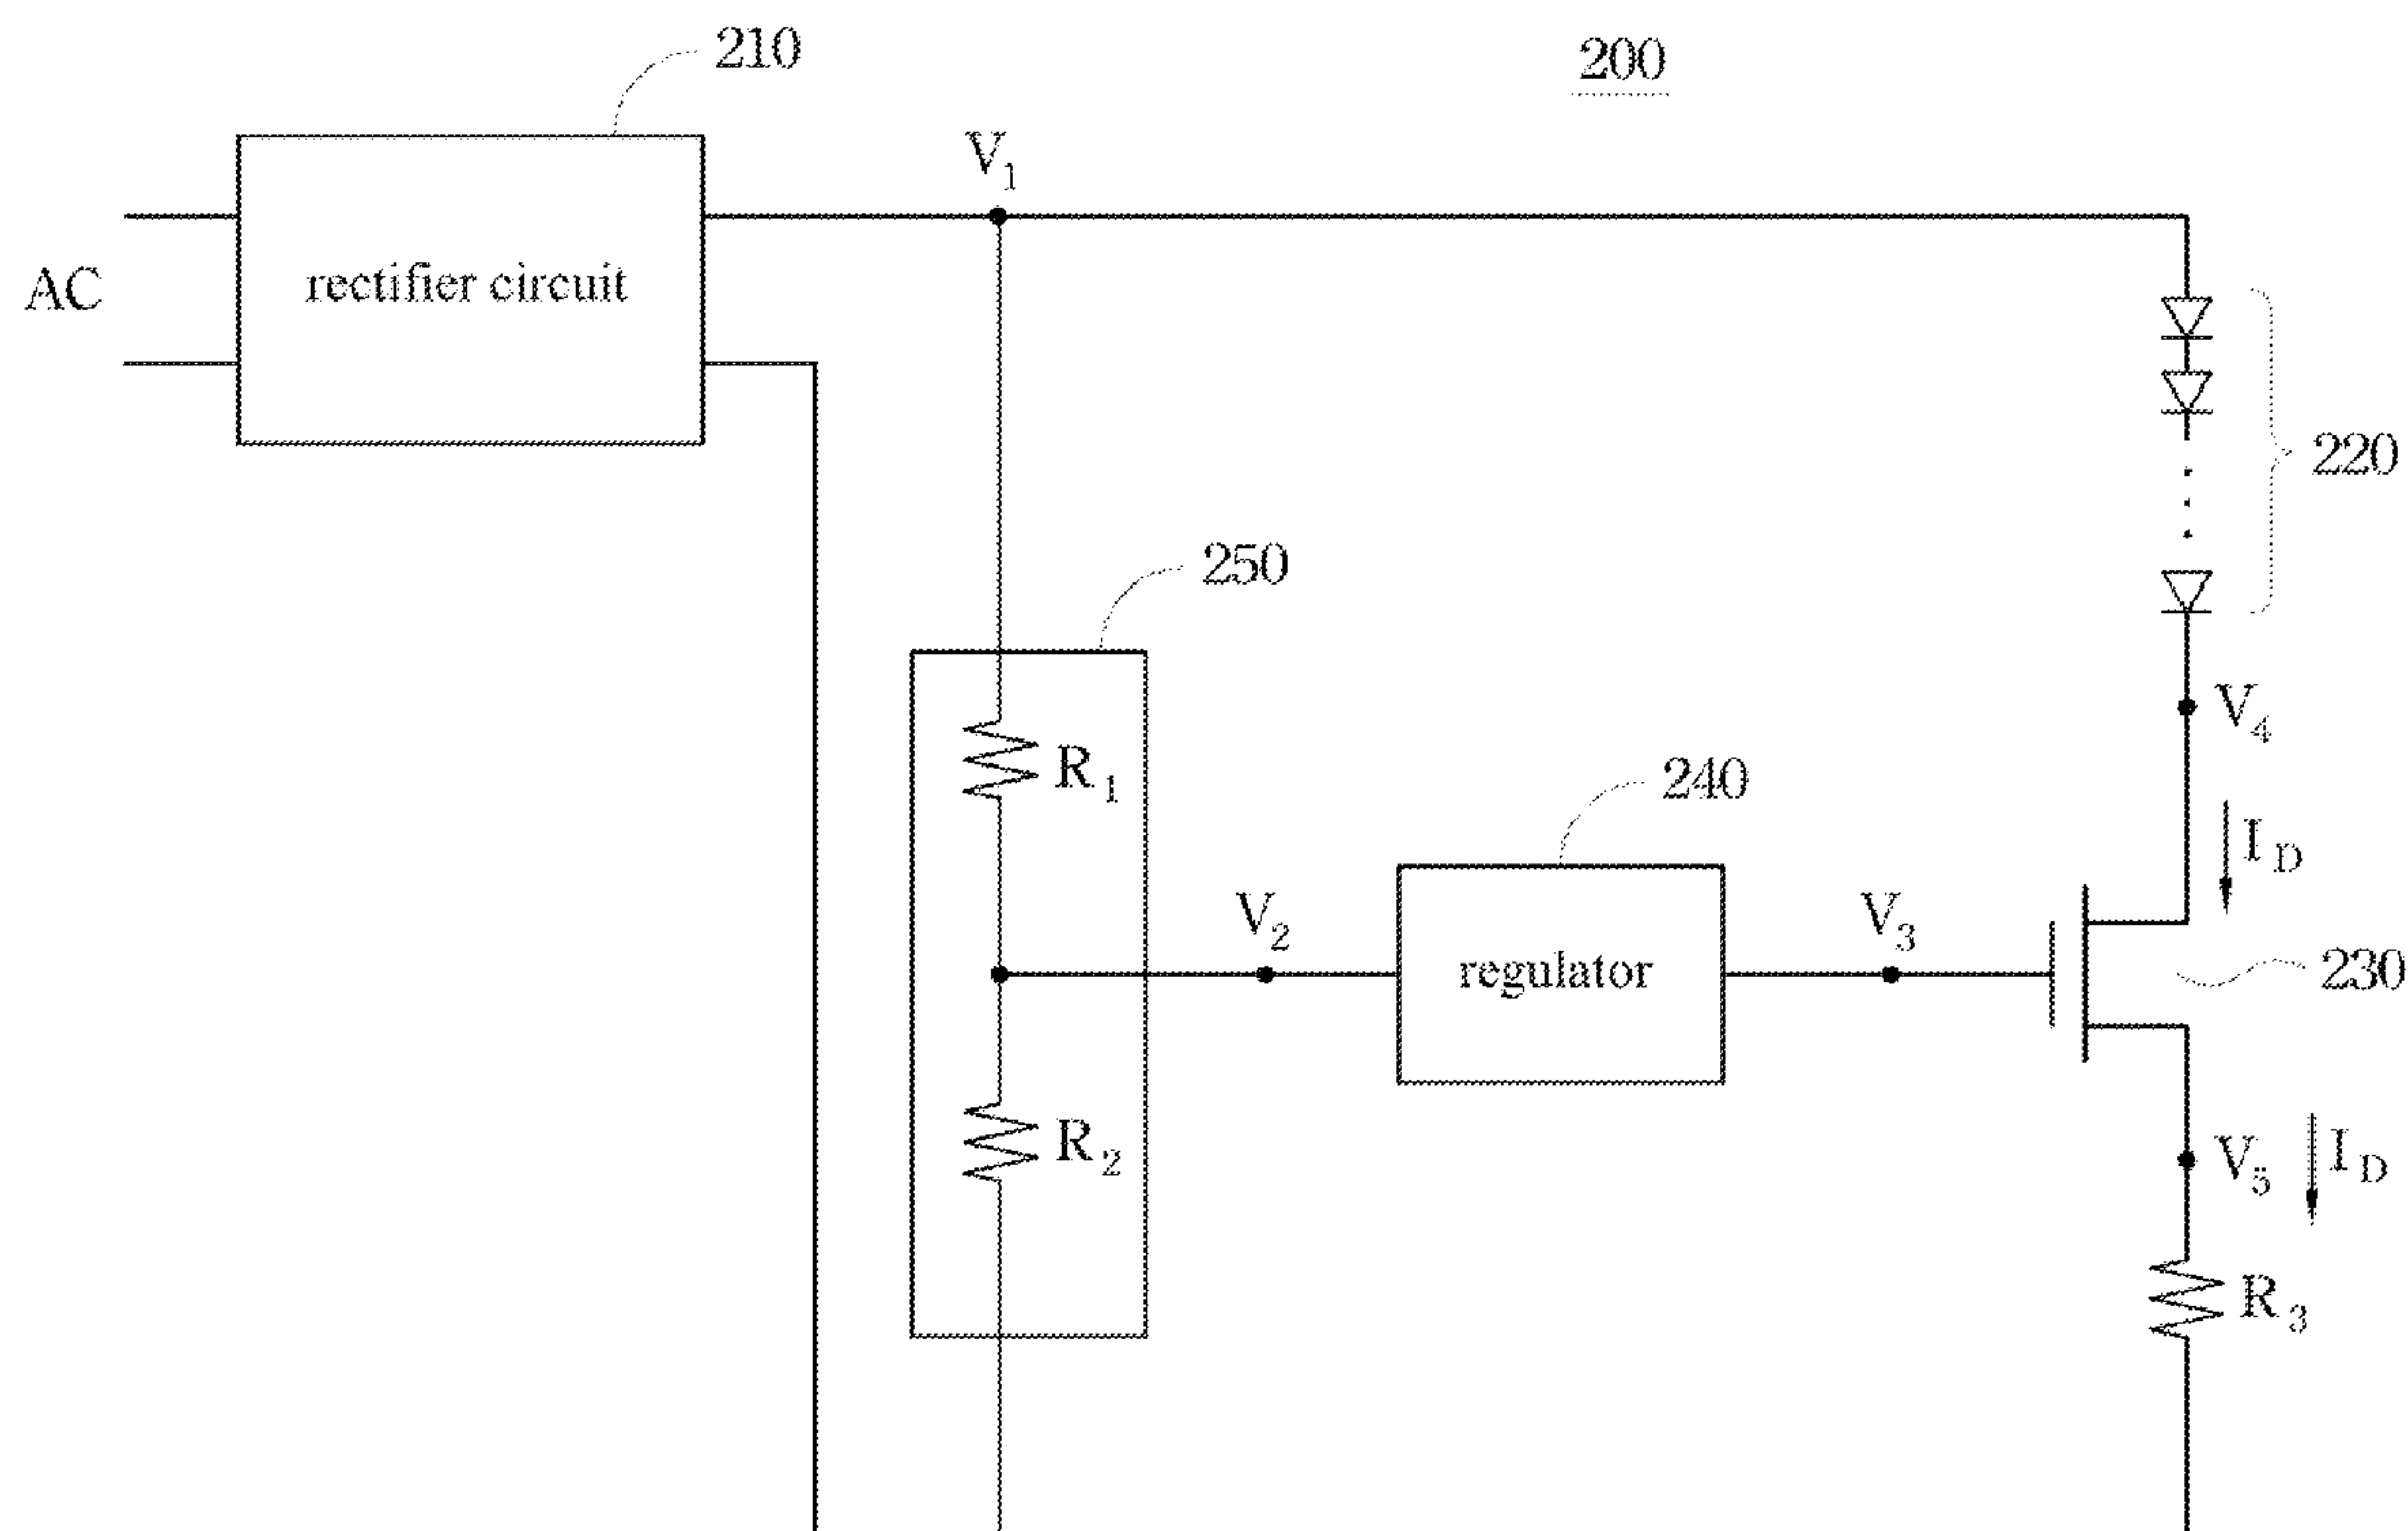 210
200
V1
AC
rectifier circuit
220
250
V4
R1
240
ID
V2
regulator
V3
230
R2
V5
ID
R3